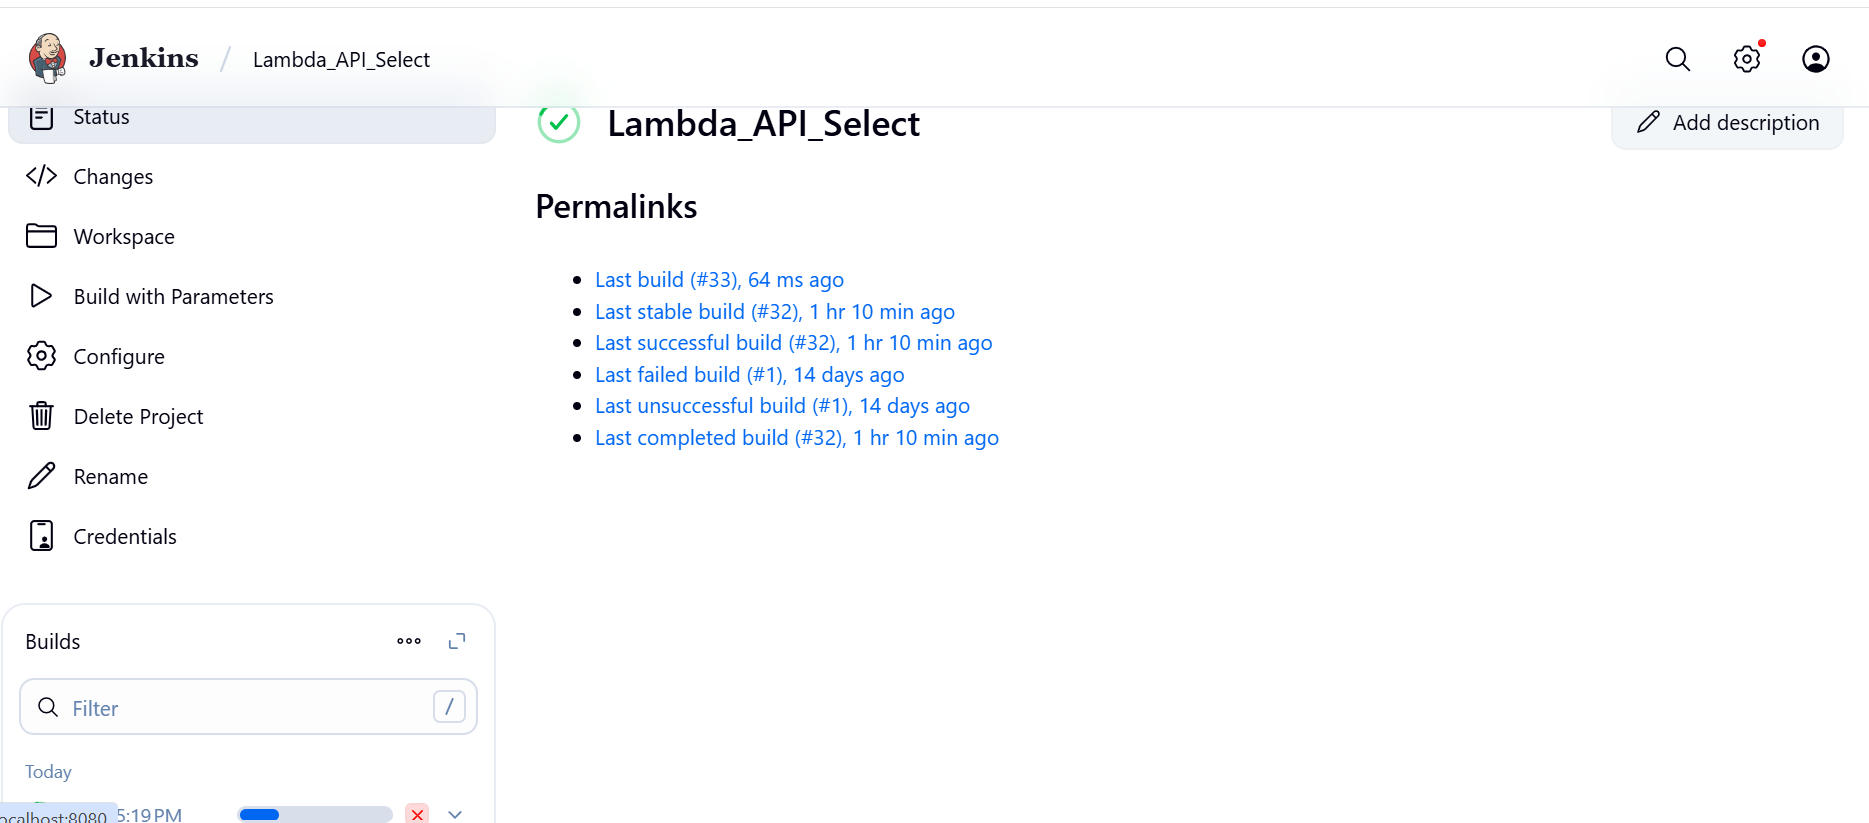 Jenkins / Lambda_API_Select
Status
Lambda_API_Select
Add description
Changes
Workspace
Build with Parameters
Configure
Delete Project
Rename
Credentials
Permalinks
Last build (#33), 64 ms ago
Last stable build (#32), 1 hr 10 min ago
Last successful build (#32), 1 hr 10 min ago
Last failed build (#1), 14 days ago
Last unsuccessful build (#1), 14 days ago
Last completed build (#32), 1 hr 10 min ago
Builds
Filter /
Today
5:19 PM
ocalhost:8080